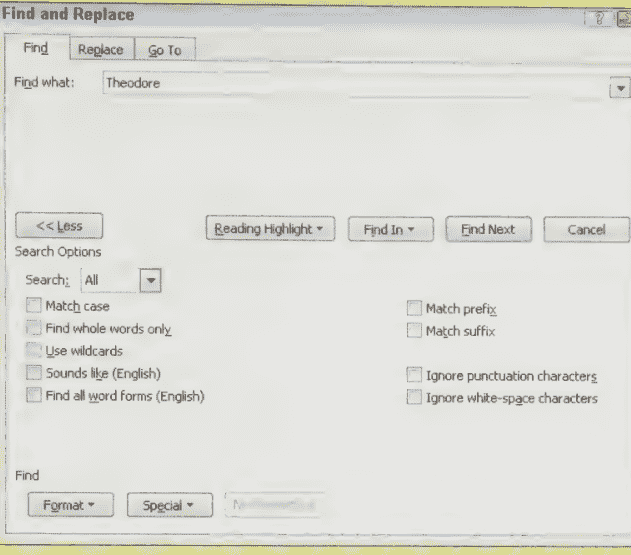 Find and Replace
Find Replace Go To
Find what: Theodore
<< Less Reading Highlight Find In Find Next Cancel
Search Options
Search: All
Match case Match prefix
Find whole words only Match suffix
Use wildcards
Sounds like (English) Ignore punctuation characters
Find all word forms (English) Ignore white-space characters
Find
Format Special